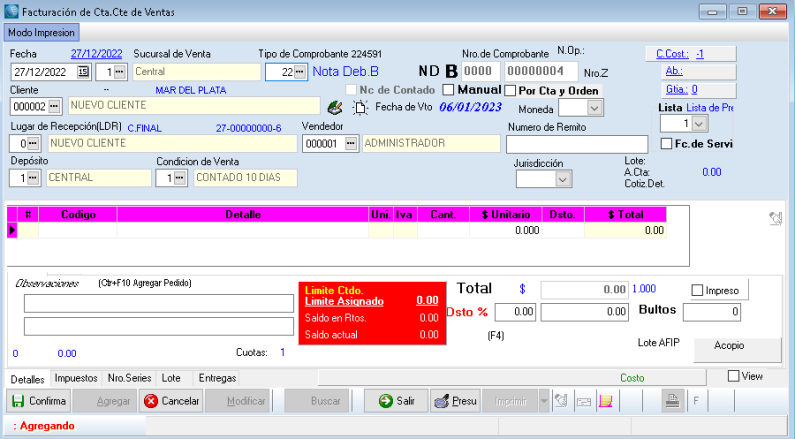 Facturación de Cta.Cte de Ventas
Modo Impresion
Fecha 27/12/2022 Sucursal de Venta Tipo de Comprobante 224591 Nro.de Comprobante N.Op.: C.Cost.: -1
27/12/2022 15 1 Central 22 Nota Deb.B ND B 0000 00000004 Nro.Z Ab.:
Cliente -- MAR DEL PLATA Nc de Contado Manual Por Cta y Orden Gtia.: 0
000002 NUEVO CLIENTE Fecha de Vto 06/01/2023 Moneda Lista Lista de Pre
Lugar de Recepción(LDR) C.FINAL 27-00000000-6 Vendedor Numero de Remito 1
0 NUEVO CLIENTE 000001 ADMINISTRADOR Fc.de Servi
Depósito Condicion de Venta Jurisdicción Lote:
1 CENTRAL 1 CONTADO 10 DIAS A.Cta: 0.00
Cotiz.Det.
# Codigo Detalle Uni. Iva Cant. $ Unitario Dsto. $ Total
0.000 0.00
Observaciones (Ctr+F10 Agregar Pedido) Limite Ctdo. Total $ 0.00 1.000 Impreso
Limite Asignado 0.00
Saldo en Rtos. 0.00 Dsto % 0.00 0.00 Bultos 0
Saldo actual 0.00 (F4)
0 0.00 Cuotas: 1 Lote AFIP Acopio
Detalles Impuestos Nro.Series Lote Entregas Costo View
Confirma Agregar Cancelar Modificar Buscar Salir Presu Imprimir F
: Agregando